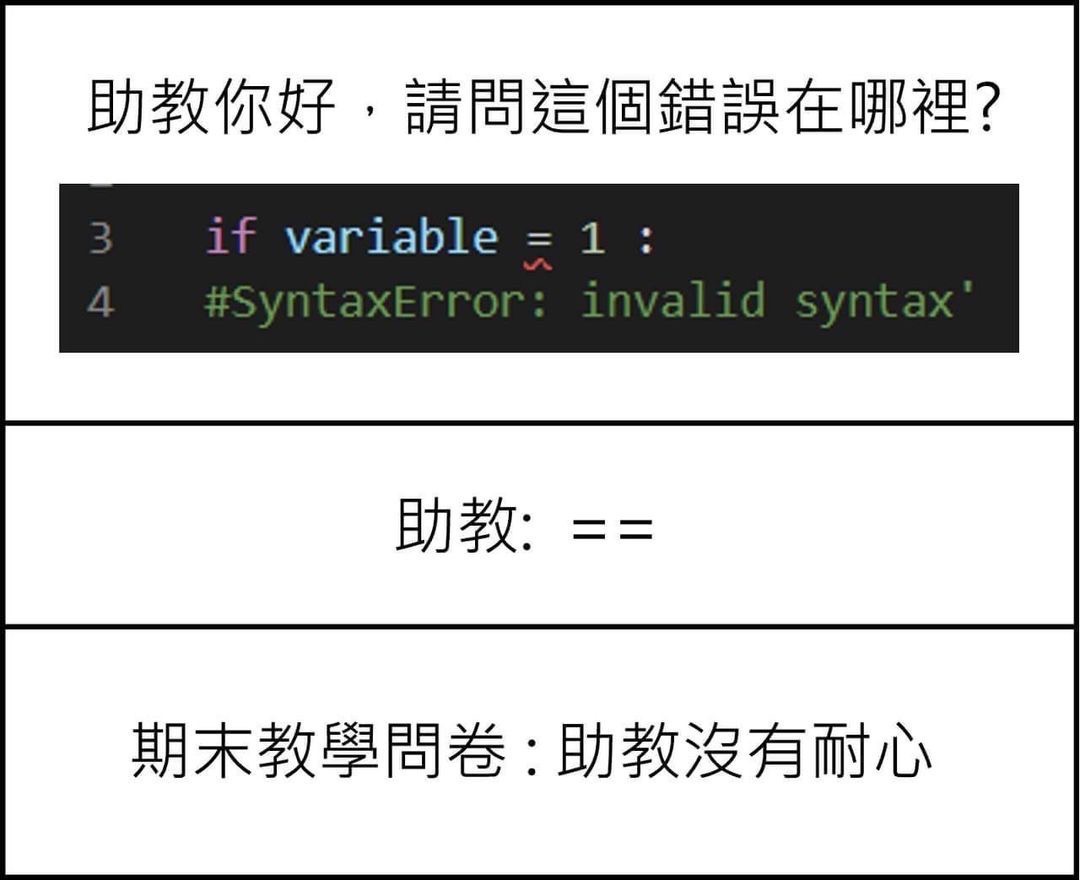 助教你好，請問這個錯誤在哪裡?
3 if variable = 1 :
4 #SyntaxError: invalid syntax'
助教: ==
期末教學問卷 : 助教沒有耐心